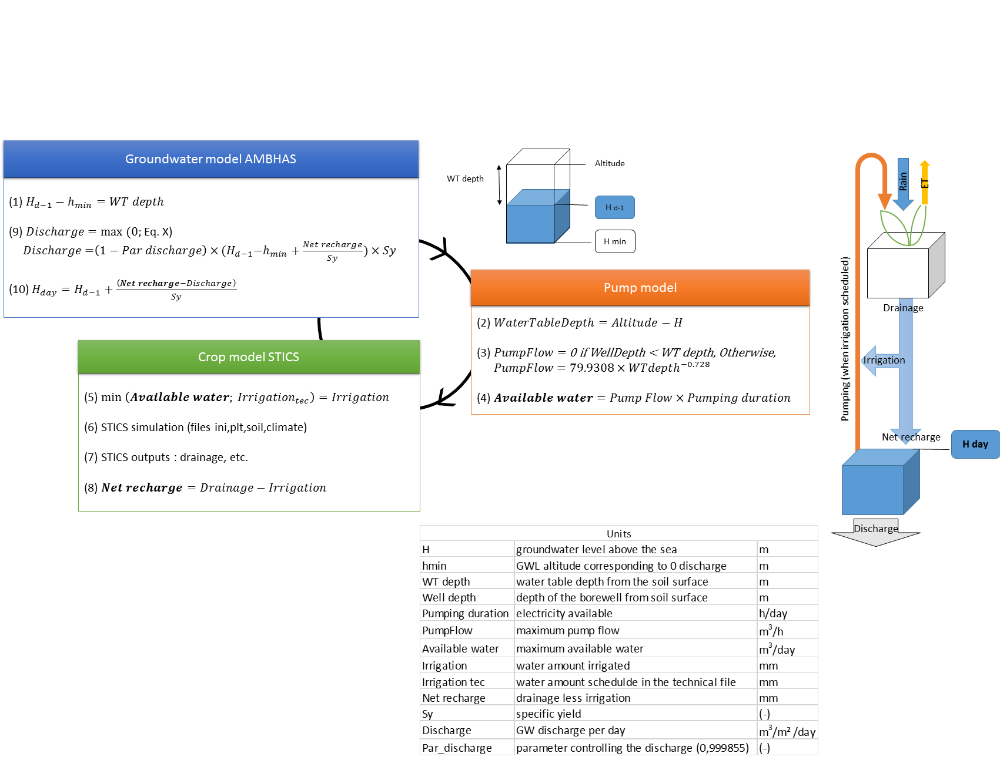 Groundwater model AMBHAS
(1) H_{d−1} − h_{min} = WT depth
(9) Discharge = max (0; Eq. X)
Discharge =(1 − Par discharge) × (H_{d−1}−h_{min} + \frac{Net recharge}{Sy}) × Sy
(10) H_{day} = H_{d−1} + \frac{(Net recharge−Discharge)}{Sy}
WT depth
Altitude
H d-1
H min
Pump model
(2) WaterTableDepth = Altitude − H
(3) PumpFlow = 0 if WellDepth < WT depth, Otherwise,
PumpFlow = 79.9308 × WTdepth^{−0.728}
(4) Available water = Pump Flow × Pumping duration
Crop model STICS
(5) min (Available water; Irrigation_{tec}) = Irrigation
(6) STICS simulation (files ini,plt,soil,climate)
(7) STICS outputs : drainage, etc.
(8) Net recharge = Drainage − Irrigation
Pumping (when irrigation scheduled)
Rain
ET
Drainage
Irrigation
Net recharge
H day
Discharge
Units
H groundwater level above the sea m
hmin GWL altitude corresponding to 0 discharge m
WT depth water table depth from the soil surface m
Well depth depth of the borewell from soil surface m
Pumping duration electricity available h/day
PumpFlow maximum pump flow m³/h
Available water maximum available water m³/day
Irrigation water amount irrigated mm
Irrigation tec water amount schedulde in the technical file mm
Net recharge drainage less irrigation mm
Sy specific yield (-)
Discharge GW discharge per day m³/m² /day
Par_discharge parameter controlling the discharge (0,999855) (-)